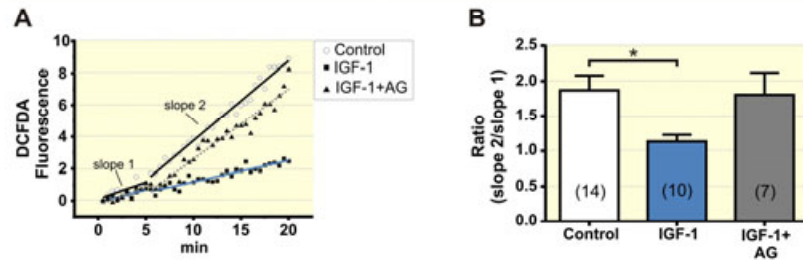 A
DCFDA
Fluorescence
10
8
6
4
2
0
slope 1
slope 2
0
5
10
15
20
min
Control
IGF-1
IGF-1+AG
B
Ratio
(slope 2/slope 1)
2.5
2.0
1.5
1.0
0.5
0.0
*
(14)
(10)
(7)
Control
IGF-1
IGF-1+
AG